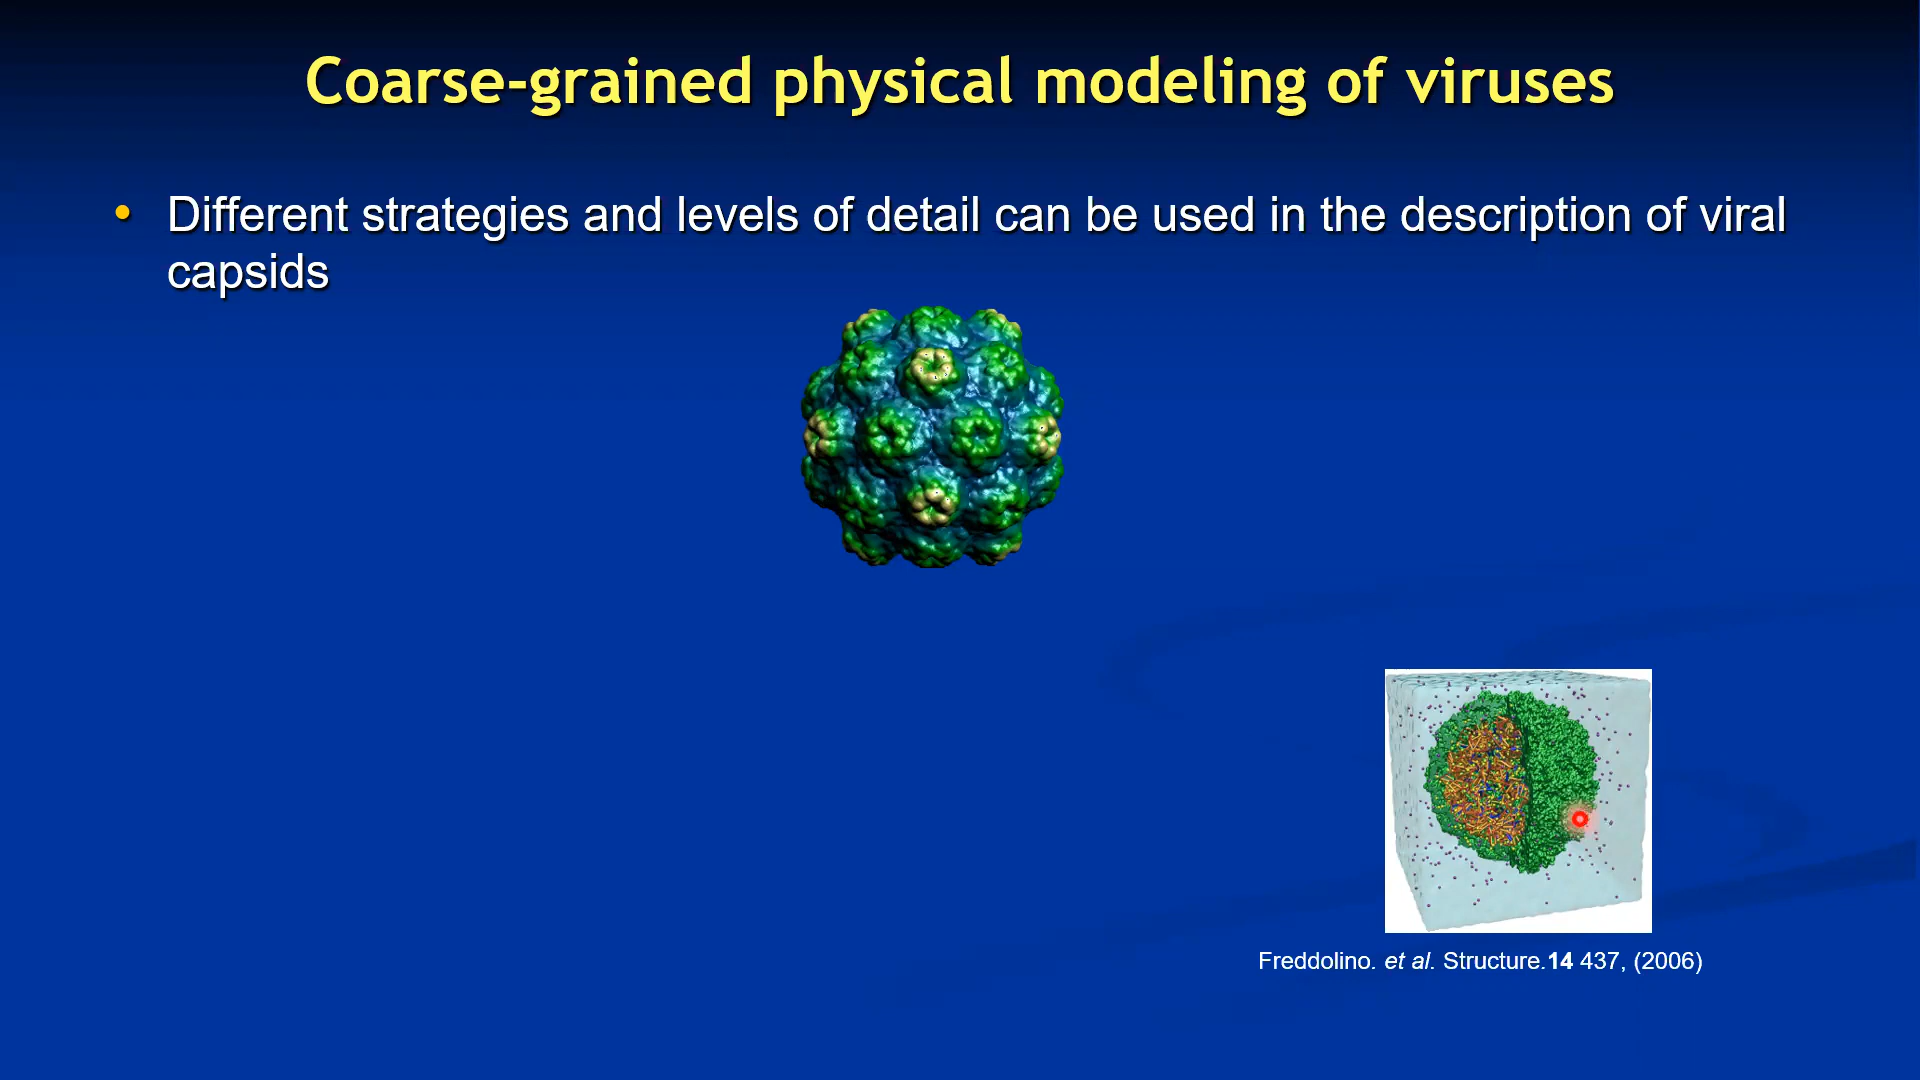 Coarse-grained physical modeling of viruses
• Different strategies and levels of detail can be used in the description of viral
capsids
Freddolino. et al. Structure.14 437, (2006)